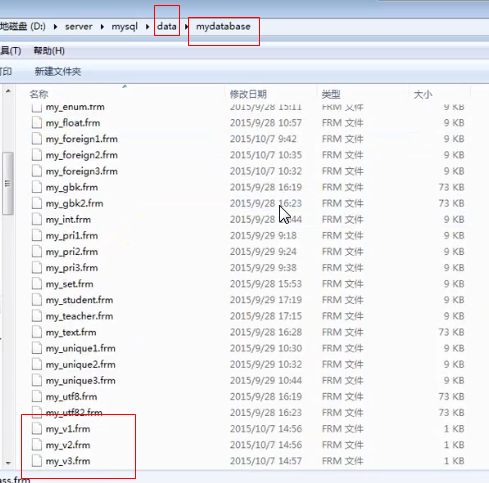 地磁盘 (D:) ▸ server ▸ mysql ▸ data ▸ mydatabase
具(T) 帮助(H)
打印 新建文件夹
名称 修改日期 类型 大小
my_enum.frm 2015/9/28 15:11 FRM 文件 9 KB
my_float.frm 2015/9/28 10:57 FRM 文件 9 KB
my_foreign1.frm 2015/10/7 9:42 FRM 文件 9 KB
my_foreign2.frm 2015/10/7 10:35 FRM 文件 9 KB
my_foreign3.frm 2015/10/7 10:32 FRM 文件 9 KB
my_gbk.frm 2015/9/28 16:19 FRM 文件 73 KB
my_gbk2.frm 2015/9/28 16:23 FRM 文件 73 KB
my_int.frm 2015/9/28 :44 FRM 文件 9 KB
my_pri1.frm 2015/9/29 9:18 FRM 文件 9 KB
my_pri2.frm 2015/9/29 9:24 FRM 文件 9 KB
my_pri3.frm 2015/9/29 9:38 FRM 文件 9 KB
my_set.frm 2015/9/28 15:53 FRM 文件 9 KB
my_student.frm 2015/9/29 17:19 FRM 文件 9 KB
my_teacher.frm 2015/9/28 17:15 FRM 文件 9 KB
my_text.frm 2015/9/28 16:28 FRM 文件 73 KB
my_unique1.frm 2015/9/29 10:30 FRM 文件 9 KB
my_unique2.frm 2015/9/29 10:32 FRM 文件 9 KB
my_unique3.frm 2015/9/29 10:44 FRM 文件 9 KB
my_utf8.frm 2015/9/28 16:19 FRM 文件 73 KB
my_utf82.frm 2015/9/28 16:23 FRM 文件 73 KB
my_v1.frm 2015/10/7 14:56 FRM 文件 1 KB
my_v2.frm 2015/10/7 14:56 FRM 文件 1 KB
my_v3.frm 2015/10/7 14:57 FRM 文件 1 KB
ass.frm